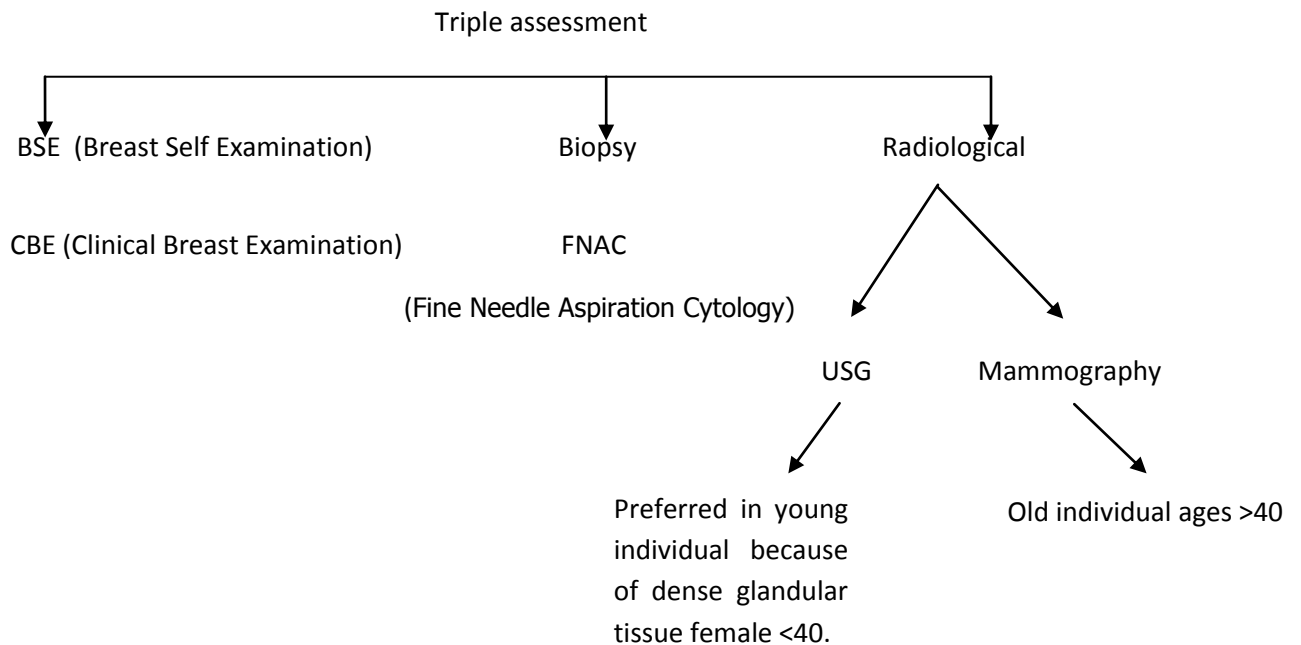 Triple assessment
BSE (Breast Self Examination)
Biopsy
Radiological
CBE (Clinical Breast Examination)
FNAC
(Fine Needle Aspiration Cytology)
USG
Mammography
Preferred in young
individual because
of dense glandular
tissue female <40.
Old individual ages >40